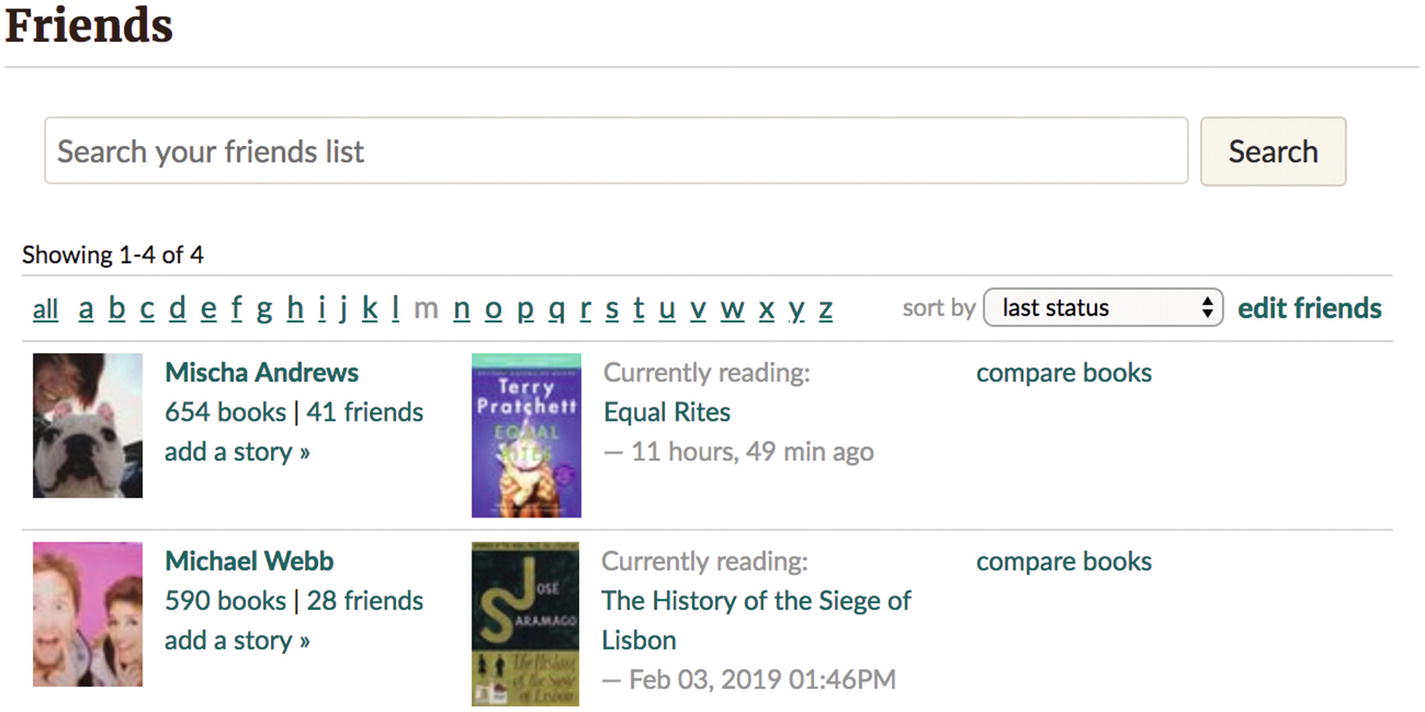 Friends
Search your friends list Search
Showing 1-4 of 4
all a b c d e f g h i j k l m n o p q r s t u v w x y z sort by last status edit friends
Mischa Andrews
654 books | 41 friends
add a story »
Terry
Pratchett
EQUAL
RITES
Currently reading:
Equal Rites
— 11 hours, 49 min ago
compare books
Michael Webb
590 books | 28 friends
add a story »
JOSÉ
SARAMAGO
The History
of the Siege
of Lisbon
Currently reading:
The History of the Siege of
Lisbon
— Feb 03, 2019 01:46PM
compare books